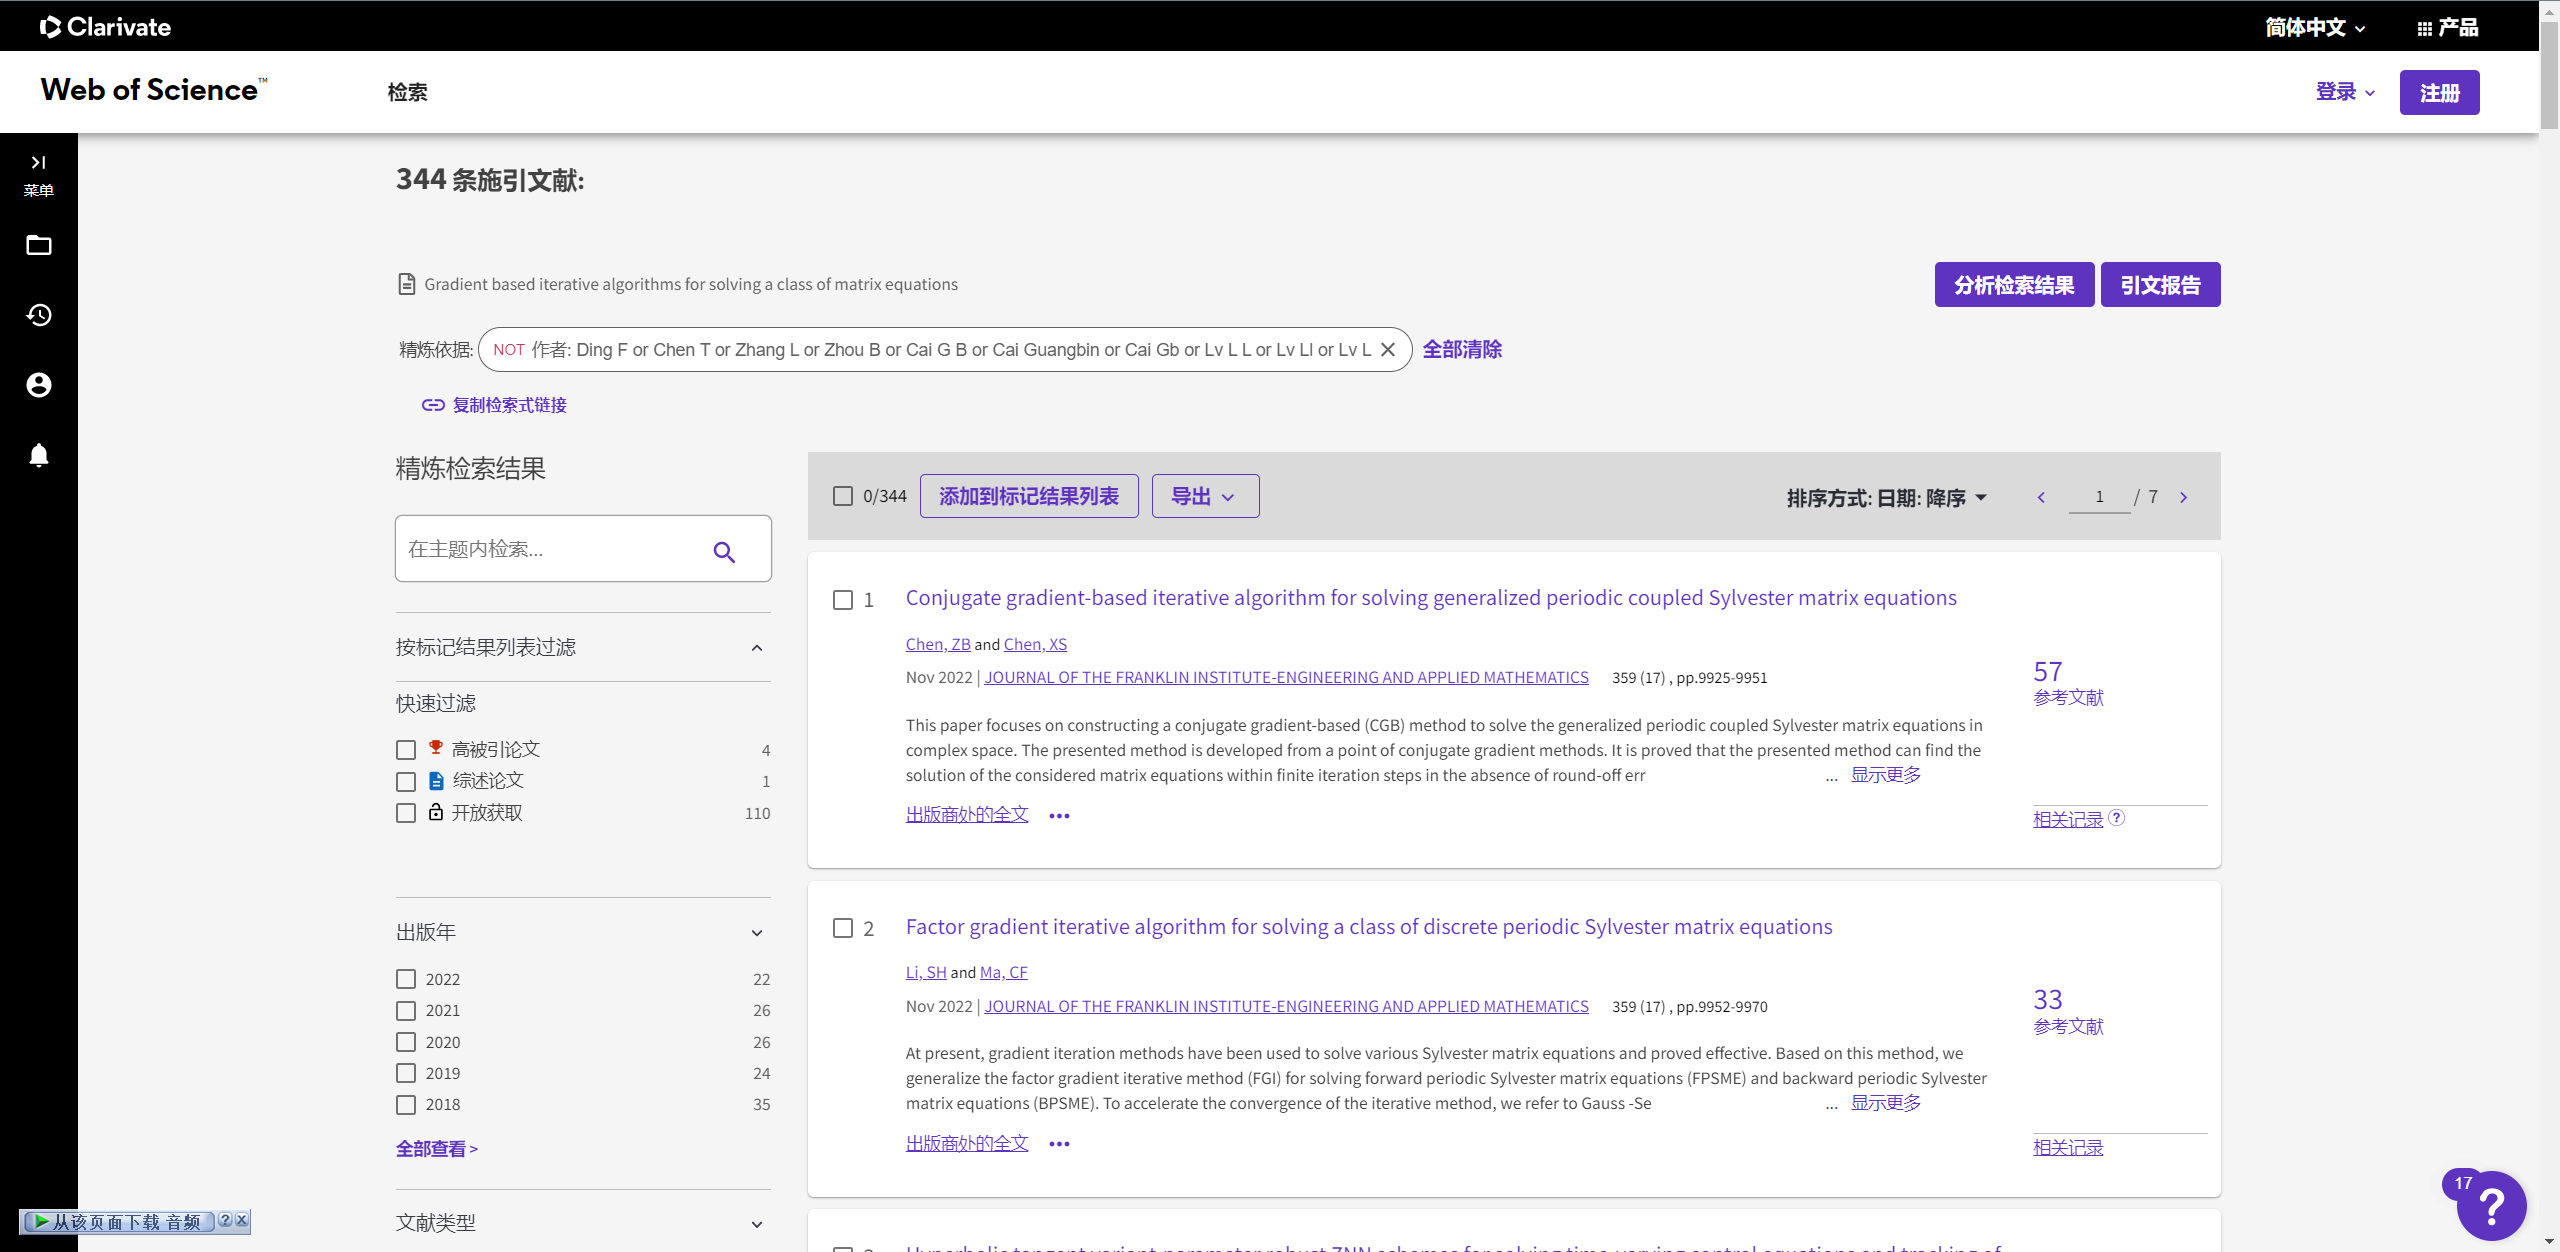 Clarivate
简体中文
产品
Web of Science™
检索
登录
注册
菜单
344 条施引文献:
Gradient based iterative algorithms for solving a class of matrix equations
分析检索结果
引文报告
精炼依据: NOT 作者: Ding F or Chen T or Zhang L or Zhou B or Cai G B or Cai Guangbin or Cai Gb or Lv L L or Lv Ll or Lv L
全部清除
复制检索式链接
精炼检索结果
在主题内检索...
按标记结果列表过滤
快速过滤
高被引论文 4
综述论文 1
开放获取 110
出版年
2022 22
2021 26
2020 26
2019 24
2018 35
全部查看 >
文献类型
0/344
添加到标记结果列表
导出
排序方式: 日期: 降序
1 / 7
1 Conjugate gradient-based iterative algorithm for solving generalized periodic coupled Sylvester matrix equations
Chen, ZB and Chen, XS
Nov 2022 | JOURNAL OF THE FRANKLIN INSTITUTE-ENGINEERING AND APPLIED MATHEMATICS 359 (17) , pp.9925-9951
This paper focuses on constructing a conjugate gradient-based (CGB) method to solve the generalized periodic coupled Sylvester matrix equations in
complex space. The presented method is developed from a point of conjugate gradient methods. It is proved that the presented method can find the
solution of the considered matrix equations within finite iteration steps in the absence of round-off err ... 显示更多
出版商处的全文 •••
57
参考文献
相关记录 ?
2 Factor gradient iterative algorithm for solving a class of discrete periodic Sylvester matrix equations
Li, SH and Ma, CF
Nov 2022 | JOURNAL OF THE FRANKLIN INSTITUTE-ENGINEERING AND APPLIED MATHEMATICS 359 (17) , pp.9952-9970
At present, gradient iteration methods have been used to solve various Sylvester matrix equations and proved effective. Based on this method, we
generalize the factor gradient iterative method (FGI) for solving forward periodic Sylvester matrix equations (FPSME) and backward periodic Sylvester
matrix equations (BPSME). To accelerate the convergence of the iterative method, we refer to Gauss -Se ... 显示更多
出版商处的全文 •••
33
参考文献
相关记录
Hyperbolic tangent variant-parameter robust ZNN schemes for solving time-varying control equations and tracking of
从该页面下载 音频 ? x
17
?